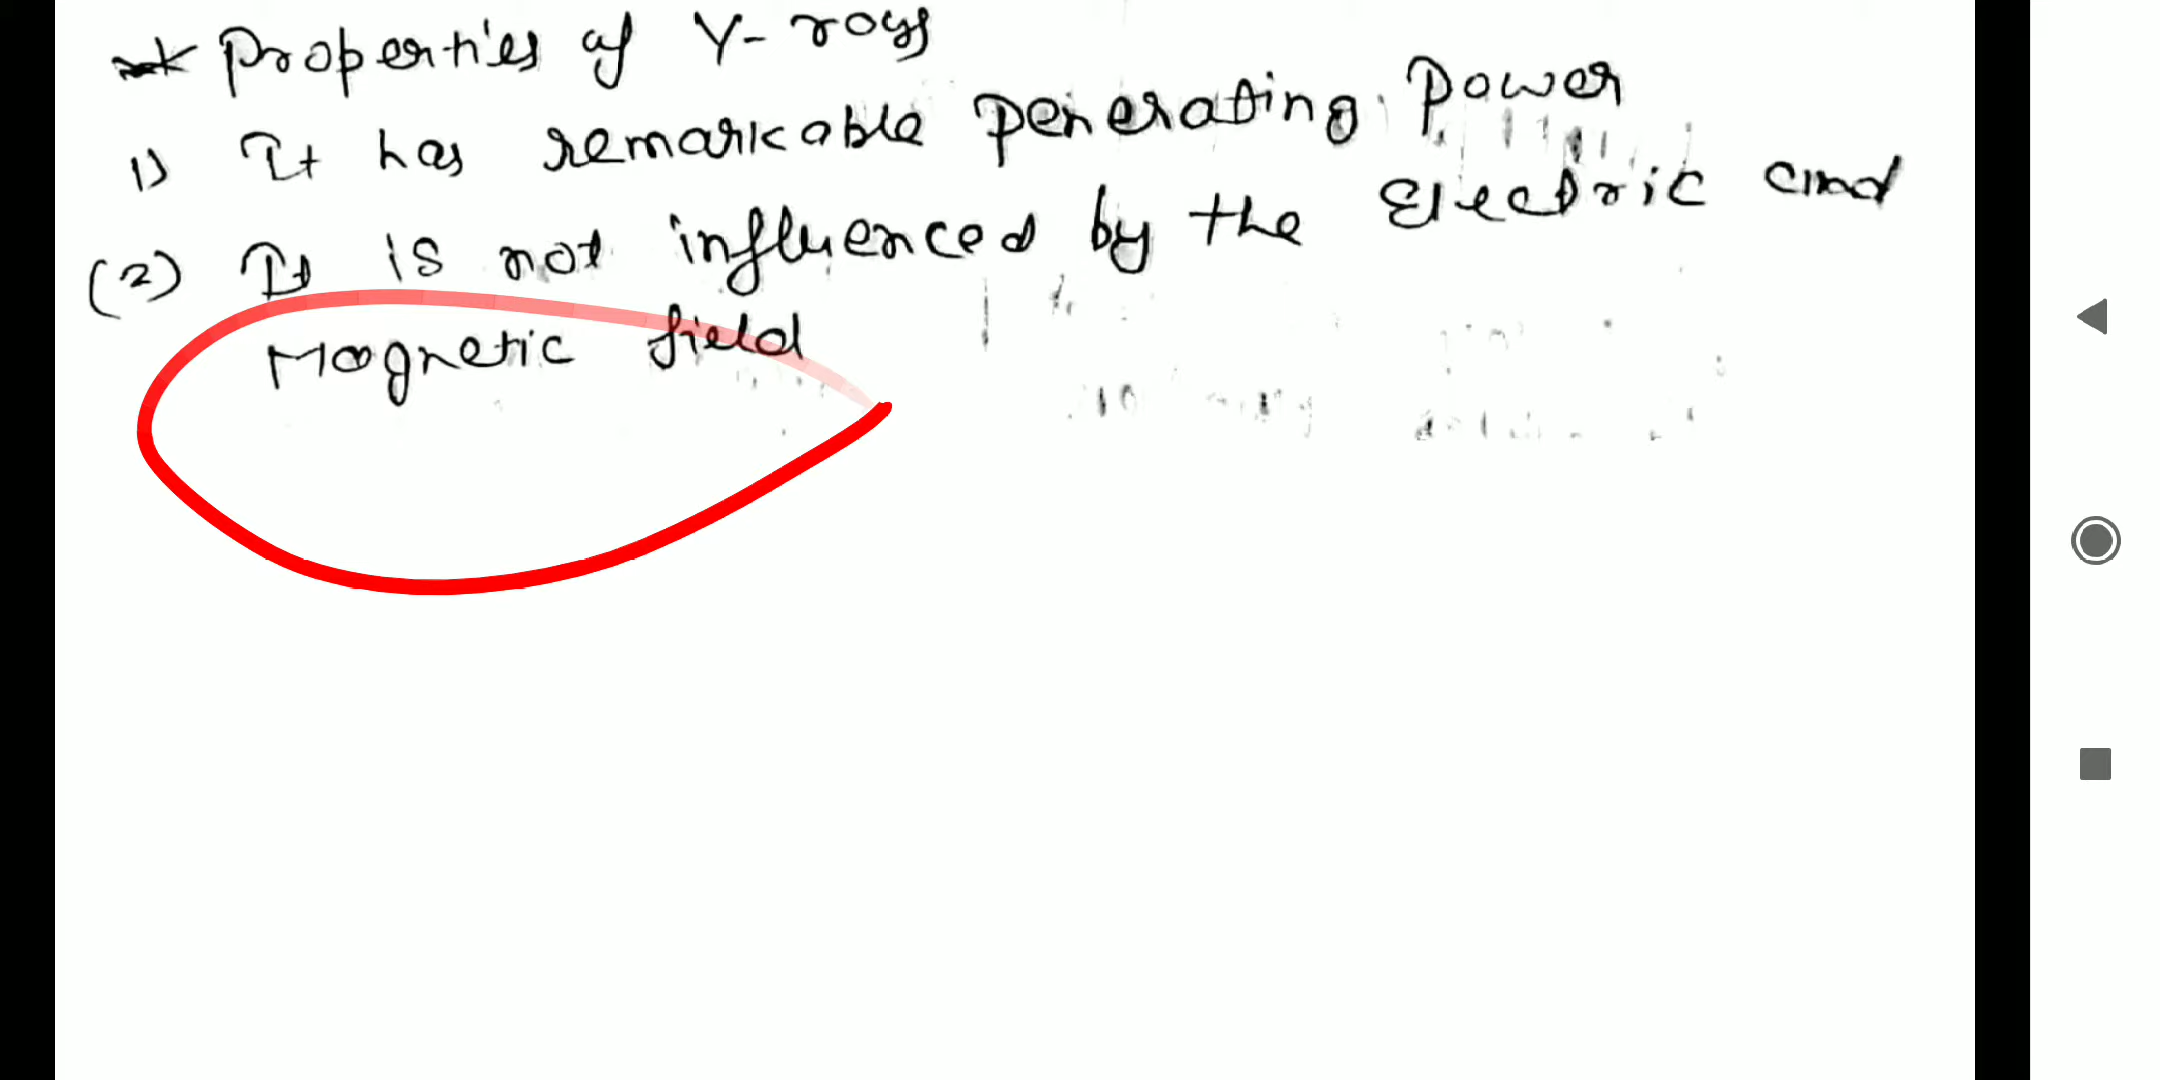 * Properties of γ- rays
1) It has remarkable penerating power
(2) It is not influenced by the Electric and
Magnetic field